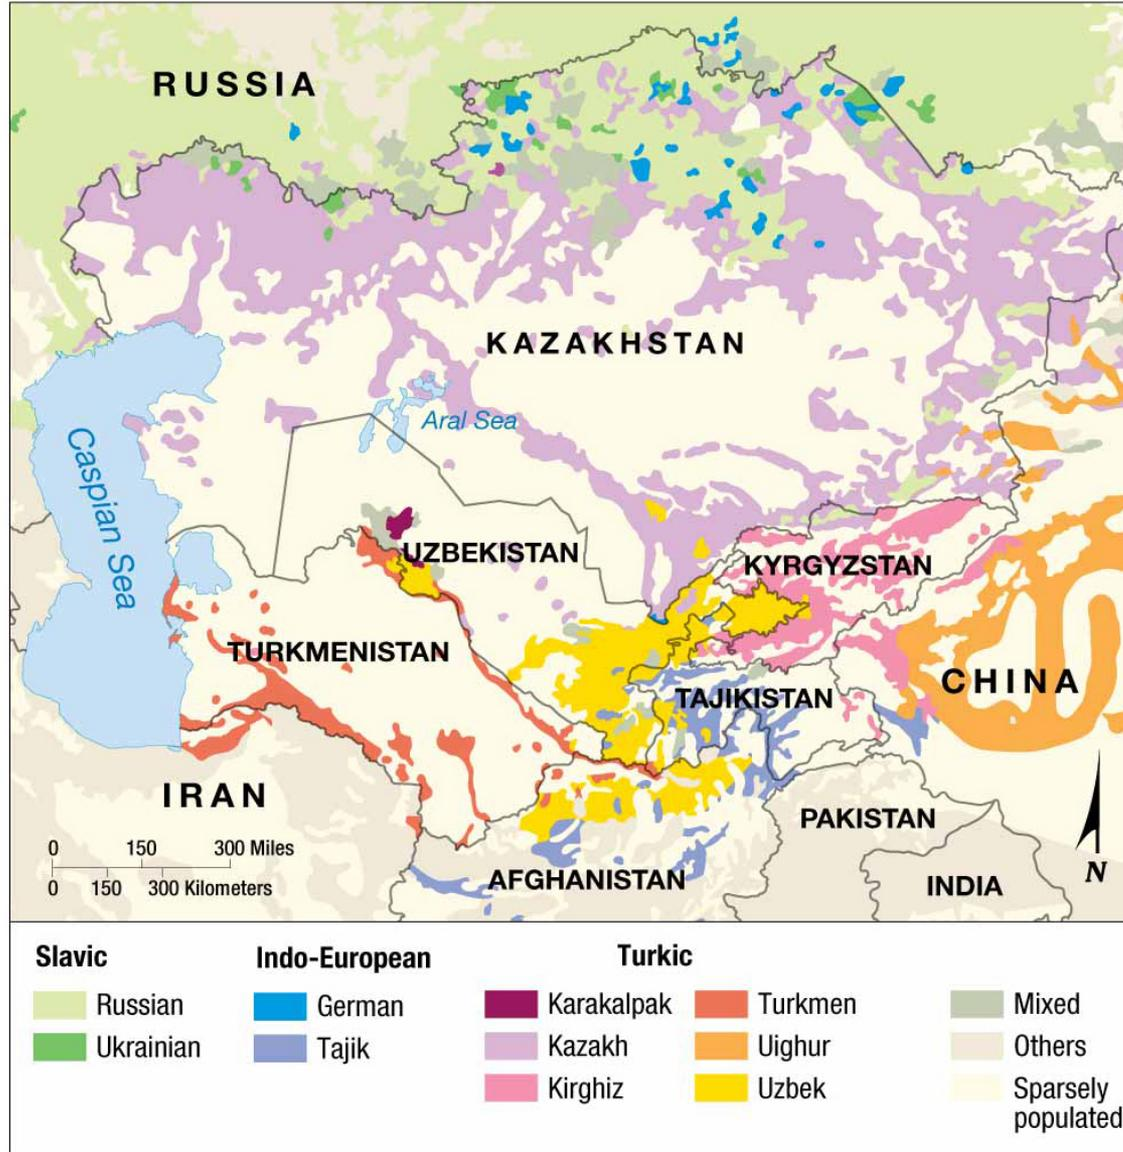 RUSSIA
KAZAKHSTAN
Aral Sea
Caspian Sea
UZBEKISTAN
KYRGYZSTAN
TURKMENISTAN
TAJIKISTAN
CHINA
IRAN
PAKISTAN
AFGHANISTAN
INDIA
0 150 300 Miles
0 150 300 Kilometers
N
Slavic
Russian
Ukrainian
Indo-European
German
Tajik
Turkic
Karakalpak
Kazakh
Kirghiz
Turkmen
Uighur
Uzbek
Mixed
Others
Sparsely
populated